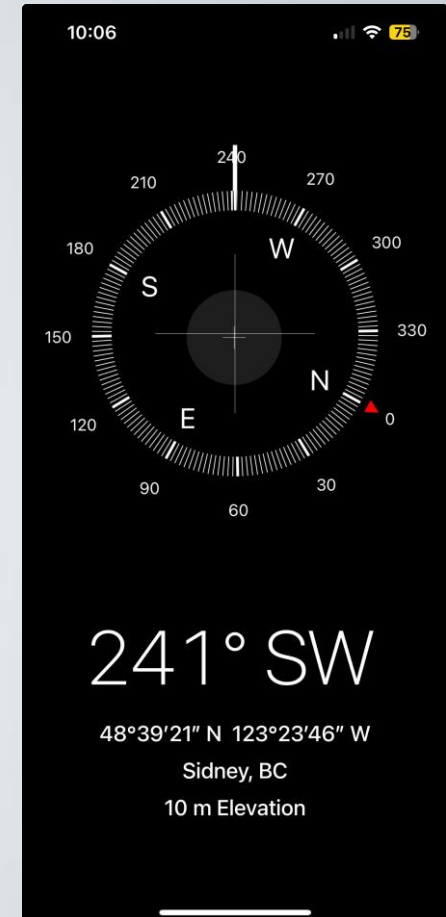 10:06 75
240
210 270
W
180 300
S
150 330
N
120 0
E
90 30
60
241° SW
48°39'21" N 123°23'46" W
Sidney, BC
10 m Elevation